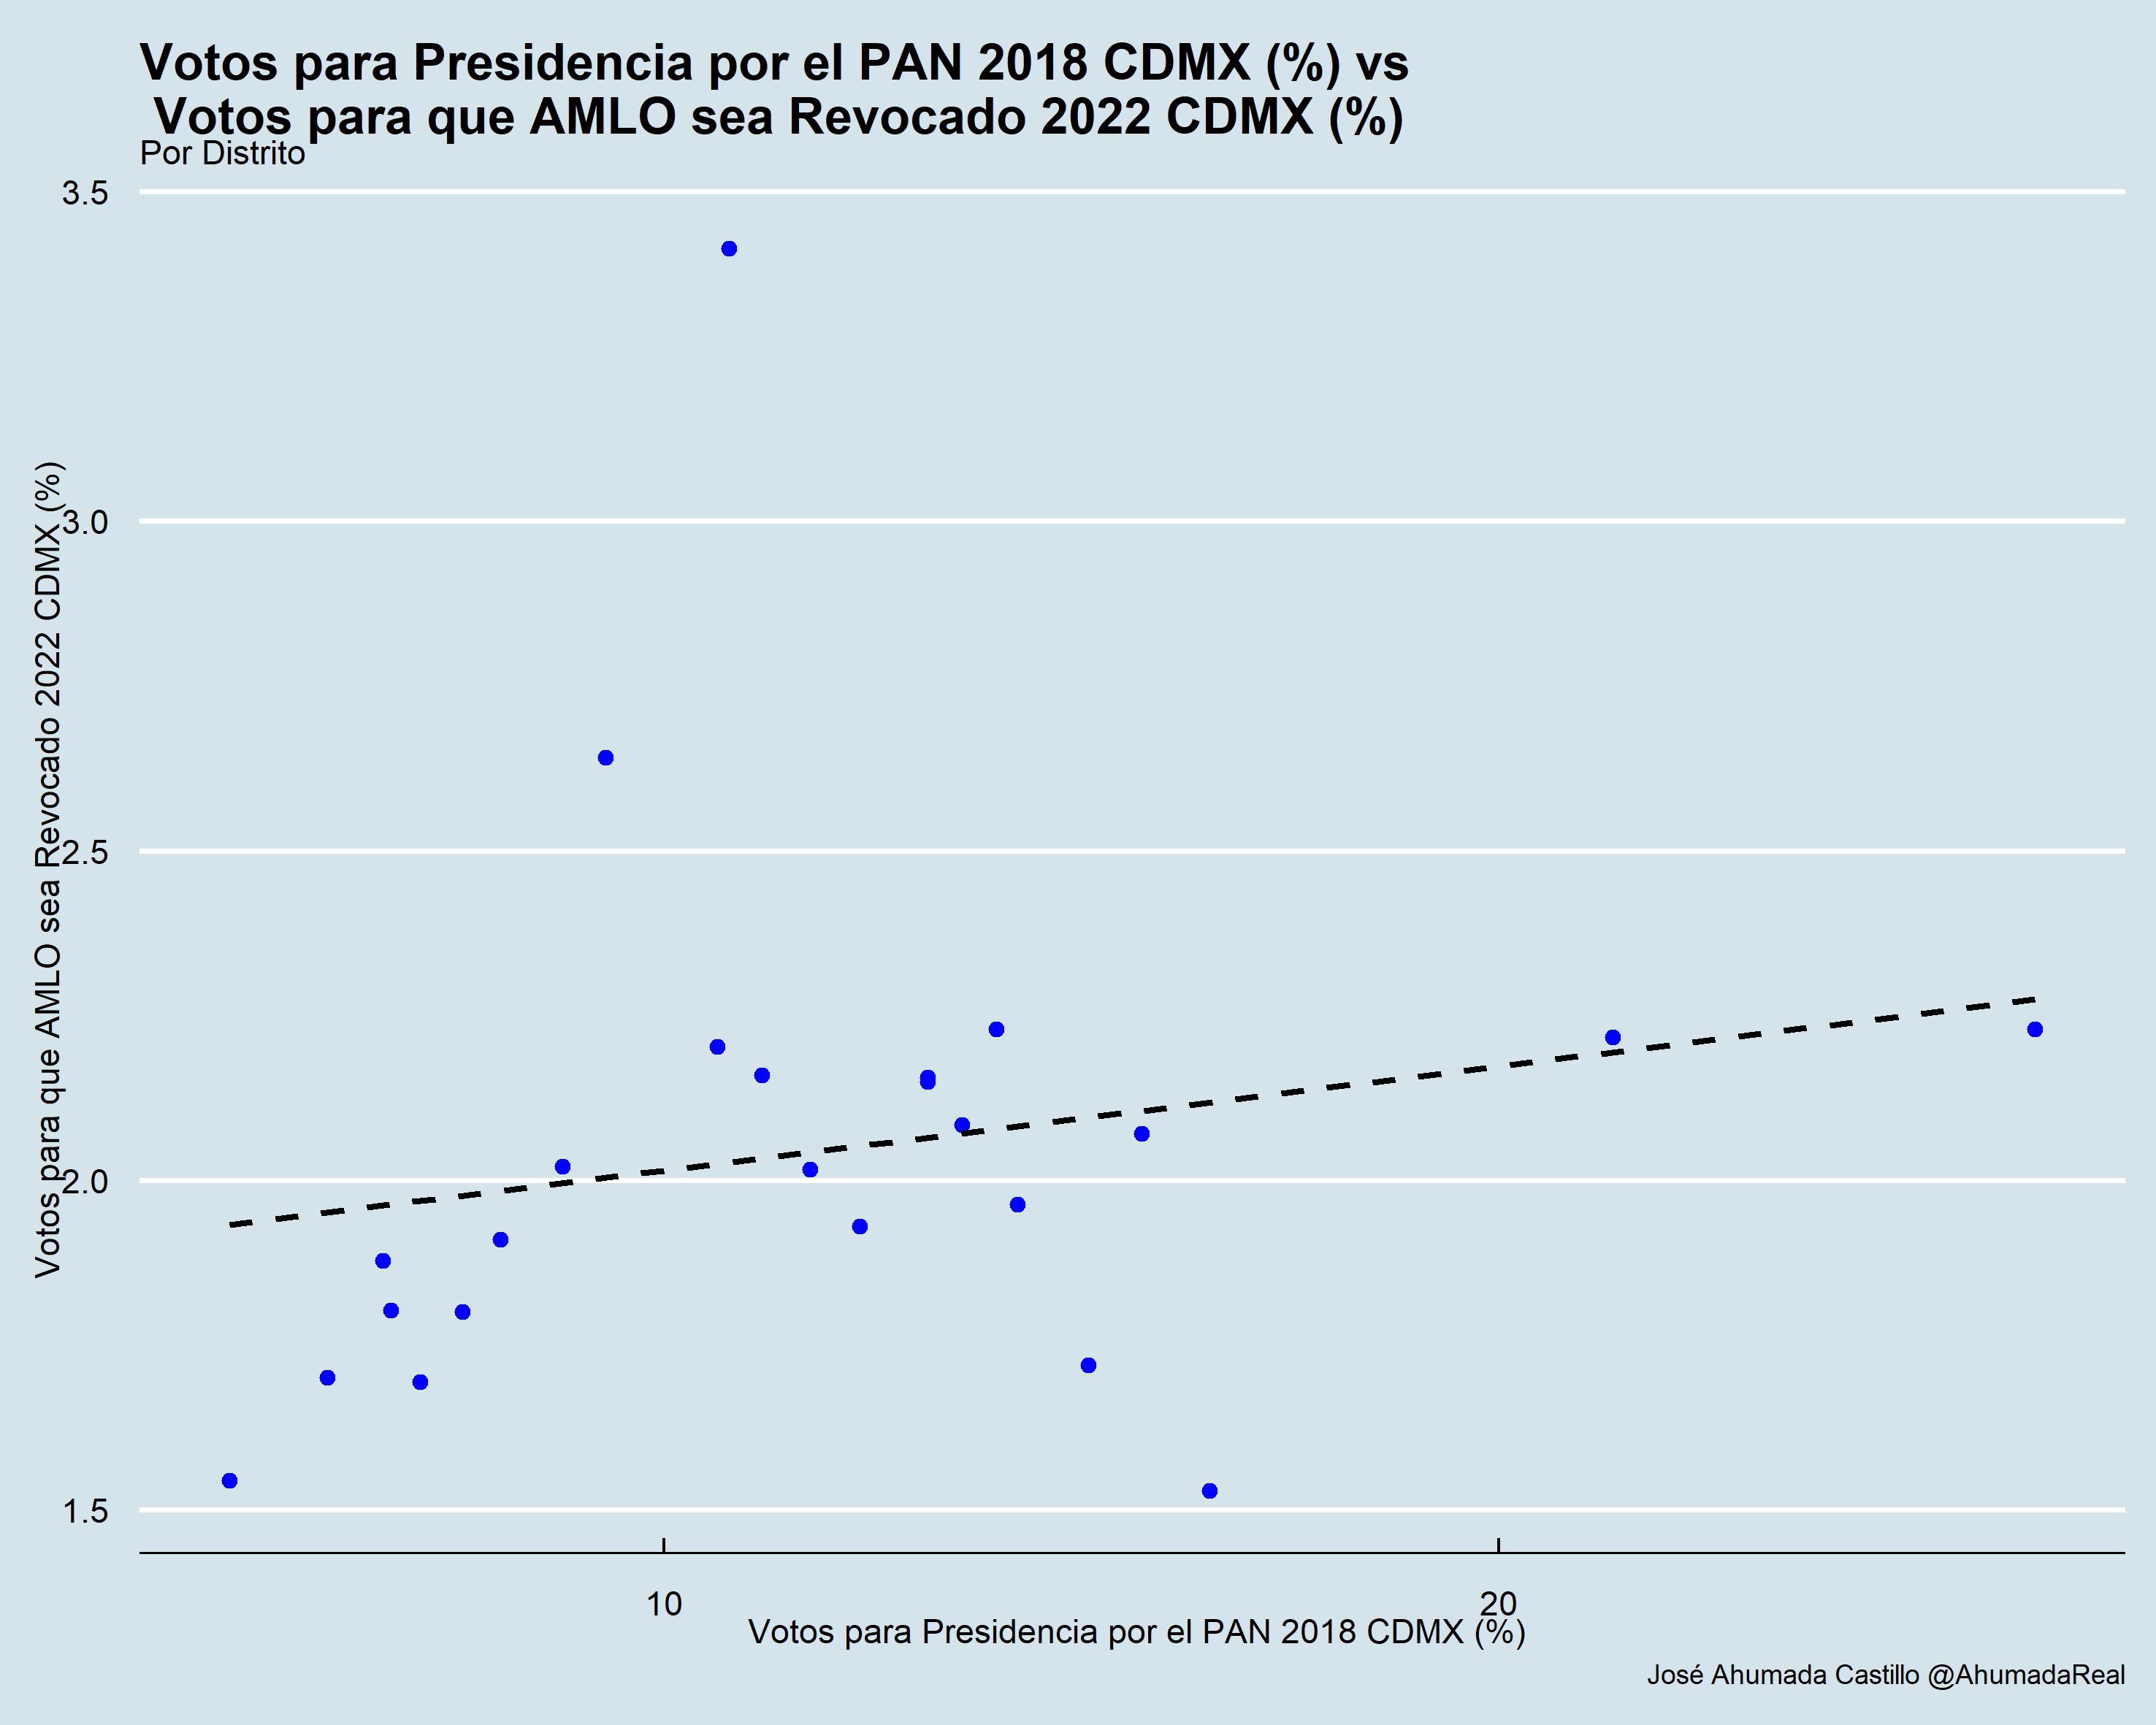 Votos para Presidencia por el PAN 2018 CDMX (%) vs
Votos para que AMLO sea Revocado 2022 CDMX (%)
Por Distrito
3.5
3.0
2.5
2.0
1.5
Votos para que AMLO sea Revocado 2022 CDMX (%)
10
20
Votos para Presidencia por el PAN 2018 CDMX (%)
José Ahumada Castillo @AhumadaReal